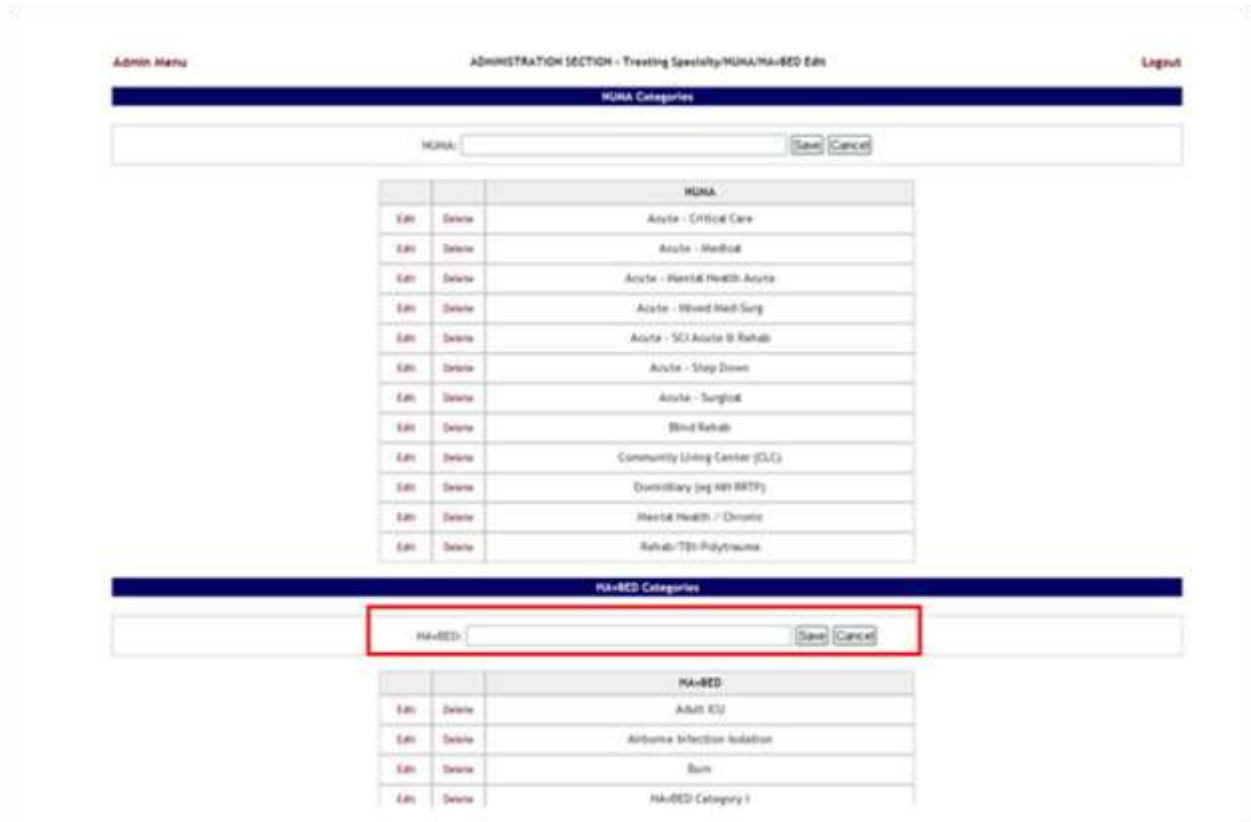 Admin Menu ADMINISTRATION SECTION - Treating Specialty/NUMA/HAvBED Edit Logout
NUMA Categories
NUMA: Save Cancel
NUMA
Edit Delete Acute - Critical Care
Edit Delete Acute - Medical
Edit Delete Acute - Mental Health Acute
Edit Delete Acute - Mixed Med-Surg
Edit Delete Acute - SCI Acute & Rehab
Edit Delete Acute - Step Down
Edit Delete Acute - Surgical
Edit Delete Blind Rehab
Edit Delete Community Living Center (CLC)
Edit Delete Domiciliary (eg MH RRTP)
Edit Delete Mental Health / Chronic
Edit Delete Rehab/TBI-Polytrauma
HAvBED Categories
HAvBED: Save Cancel
HAvBED
Edit Delete Adult ICU
Edit Delete Airborne Infection Isolation
Edit Delete Burn
Edit Delete HAvBED Category 1